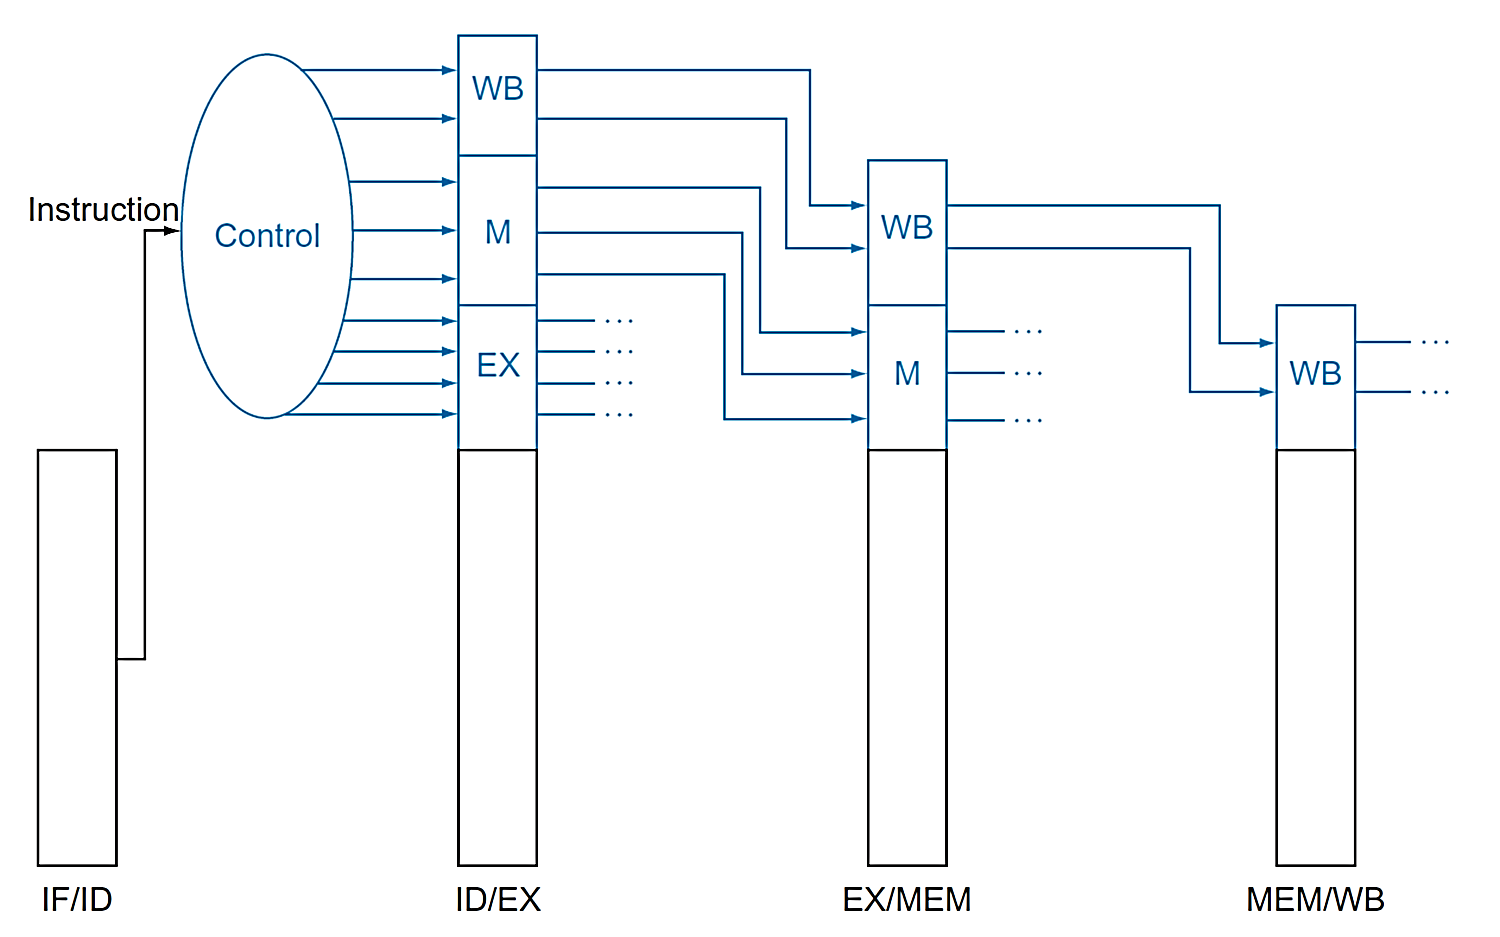 Instruction
Control
WB
M
EX
...
...
...
...
WB
M
...
...
...
WB
...
...
IF/ID
ID/EX
EX/MEM
MEM/WB